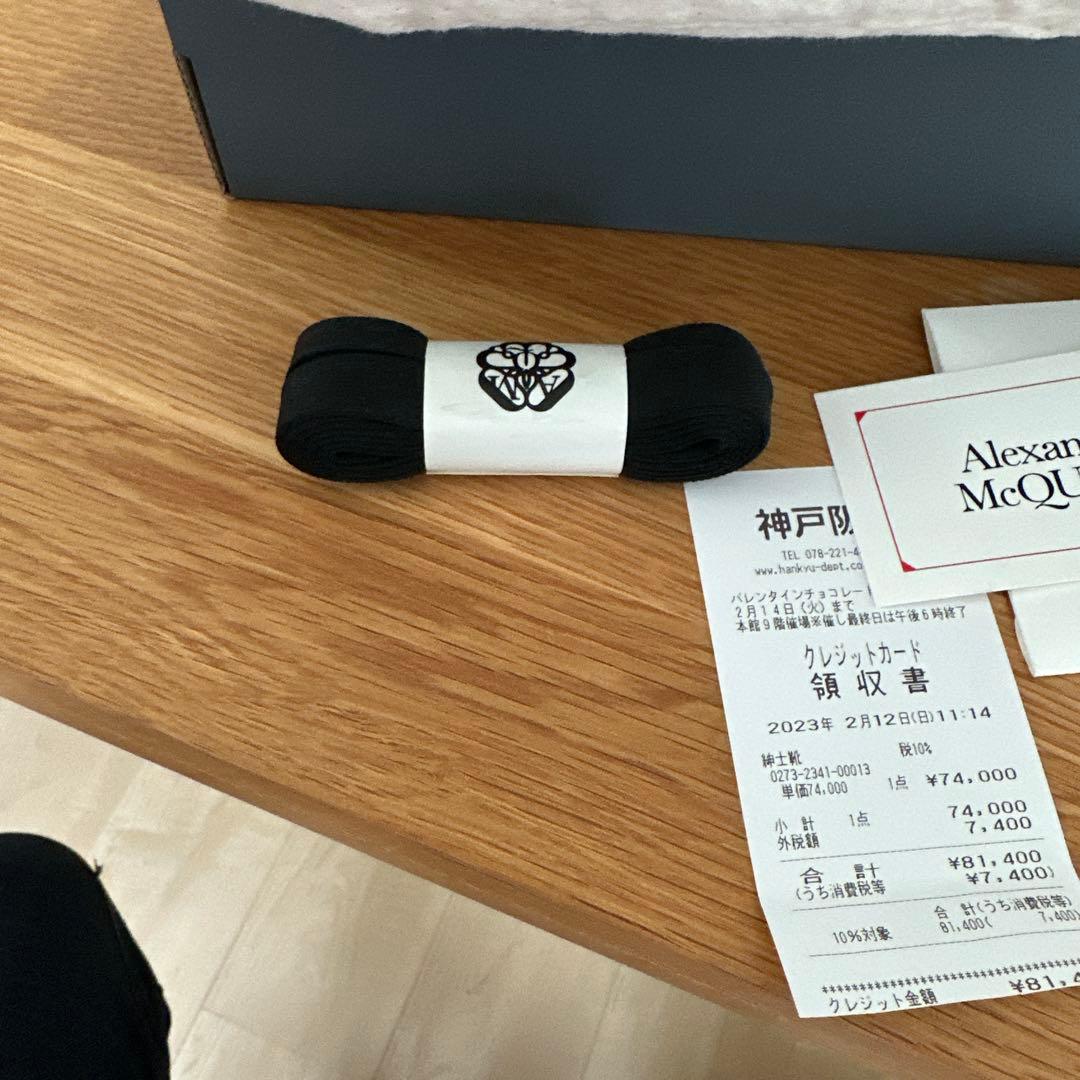 Alexan
McQU
神戸阪
TEL 078-221-4
www.hankyu-dept.co
バレンタインチョコレー
2月14日(火)まで
本館9階催場※催し最終日は午後6時終了
クレジットカード
領収書
2023年 2月12日(日)11:14
紳士靴 税10%
0273-2341-00013
単価74,000 1点 ¥74,000
小 計 1点 74,000
外税額 7,400
合 計 ¥81,400
(うち消費税等 ¥7,400)
合 計(うち消費税等)
10%対象 81,400( 7,400)
*********************************
クレジット金額 ¥81,4